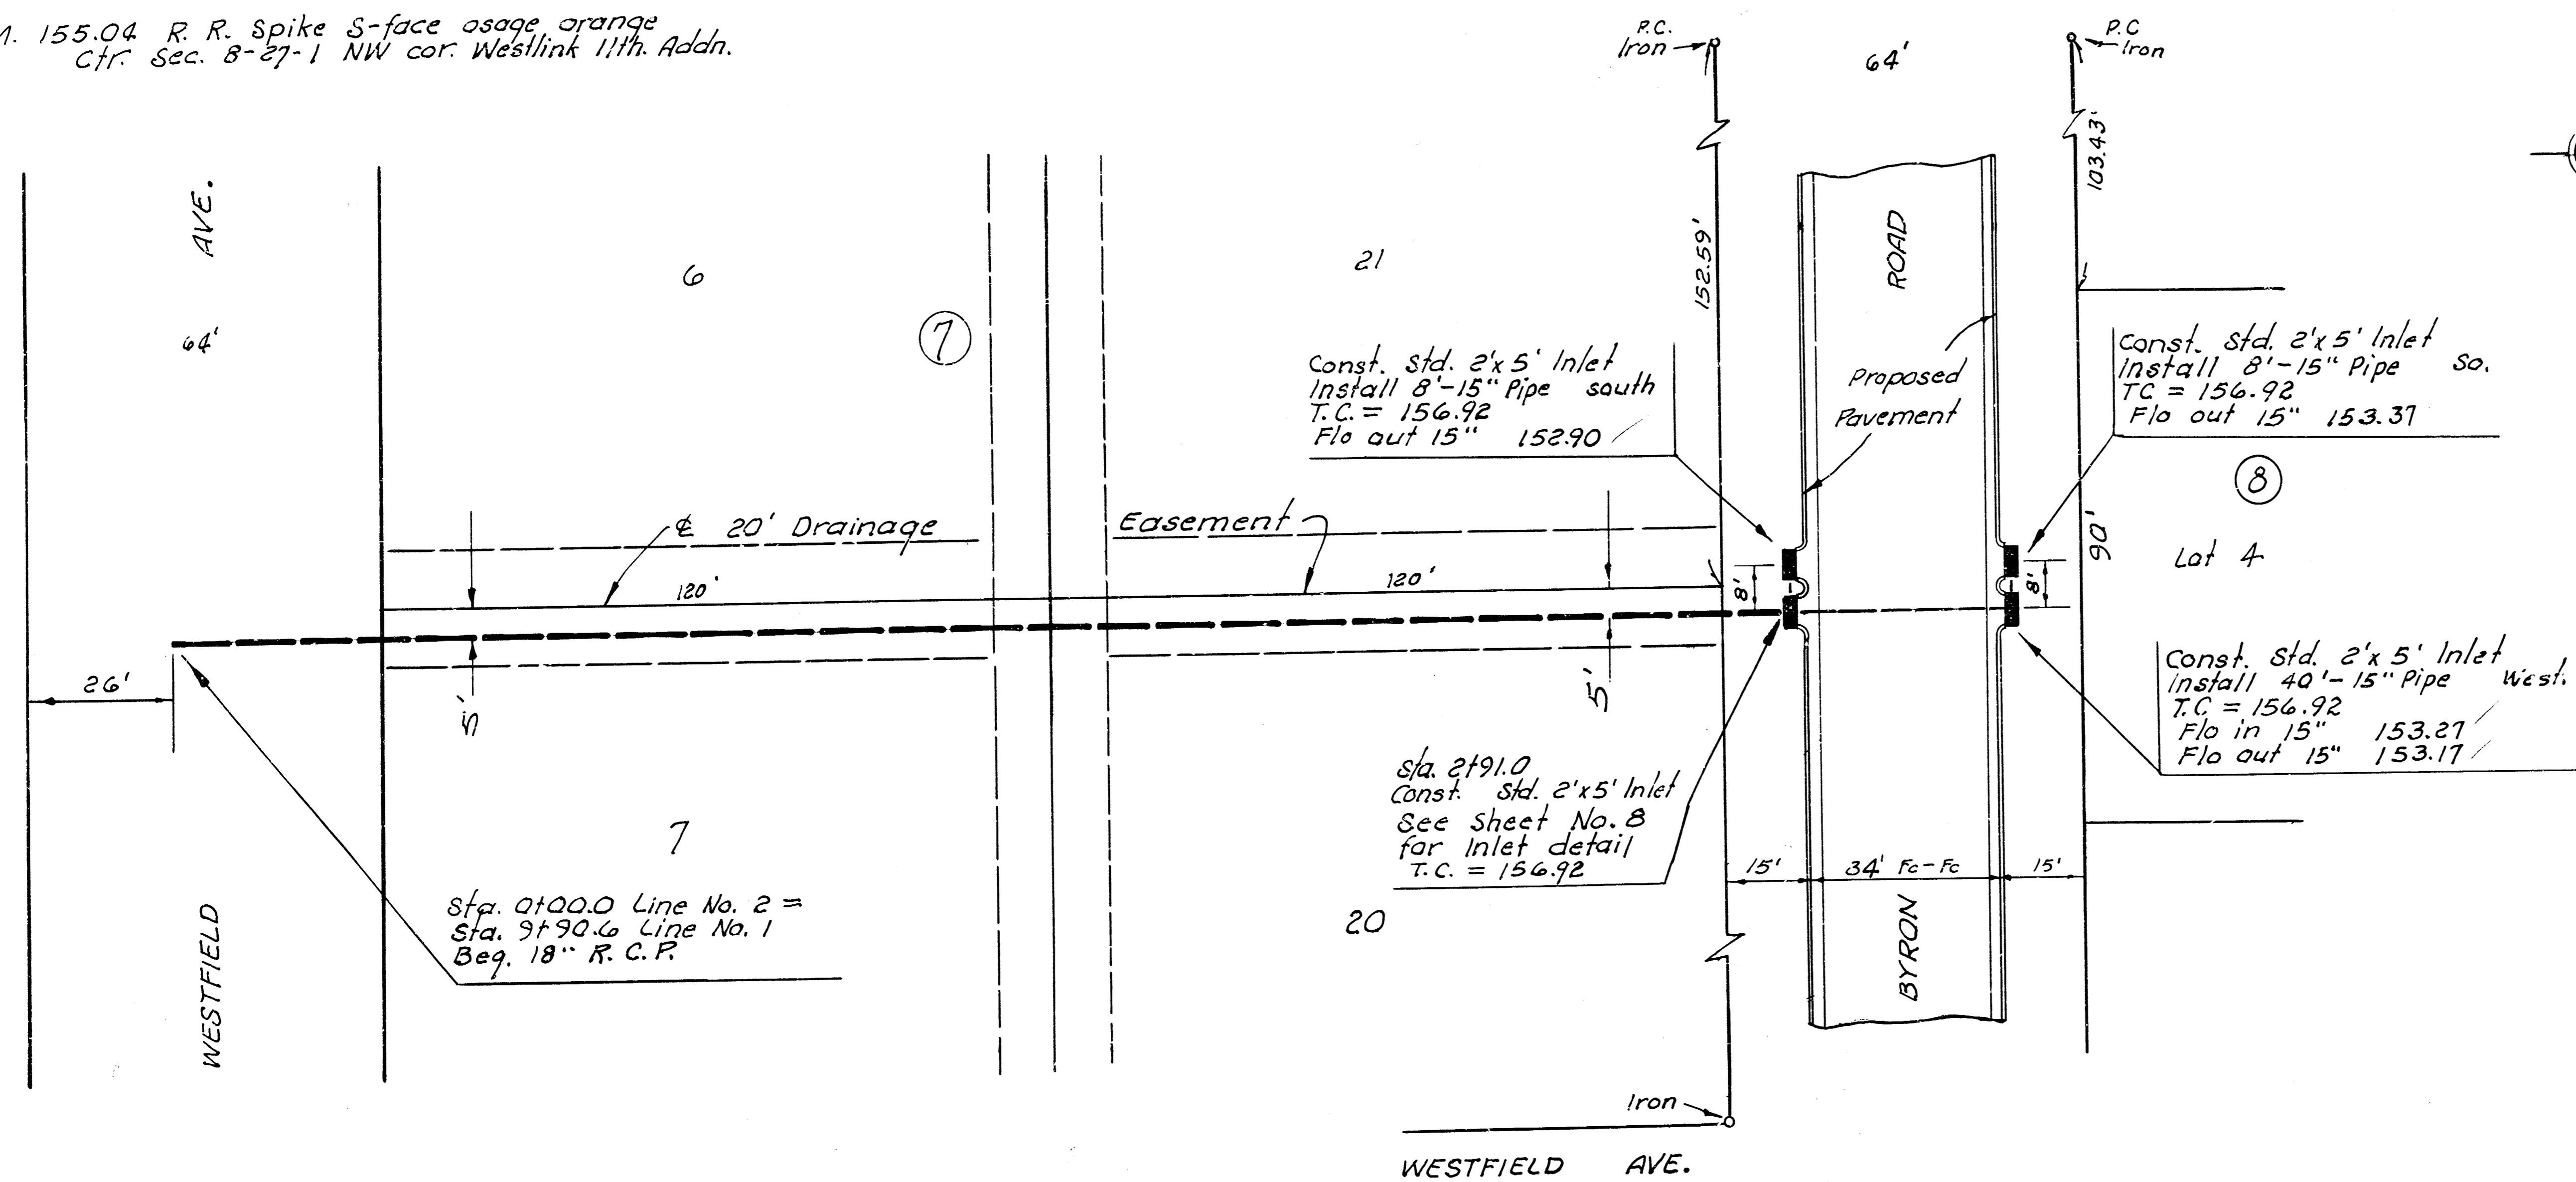 155.04 R. R. Spike S-face osage orange
Ctr. Sec. 8-27-1 NW cor. Westlink 11th. Addn.
P.C.
Iron
64'
P.C
Iron
103.43'
152.59'
AVE.
64'
6
7
21
ROAD
Const. Std. 2'x5' Inlet
Install 8'-15" Pipe south
T.C. = 156.92
Flo out 15" 152.90
Proposed
Pavement
Const. Std. 2'x5' Inlet
Install 8'-15" Pipe So.
TC = 156.92
Flo out 15" 153.37
8
Lot 4
90'
℄ 20' Drainage
Easement
120'
120'
8'
8'
26'
5'
5'
Const. Std. 2'x5' Inlet
Install 40'-15" Pipe West.
T.C. = 156.92
Flo in 15" 153.27
Flo out 15" 153.17
Sta. 2+91.0
Const. Std. 2'x5' Inlet
See Sheet No. 8
for Inlet detail
T.C. = 156.92
7
Sta. 0+00.0 Line No. 2 =
Sta. 9+90.6 Line No. 1
Beg. 18" R.C.P.
20
15'
34' Fc-Fc
15'
WESTFIELD
BYRON
Iron
WESTFIELD AVE.